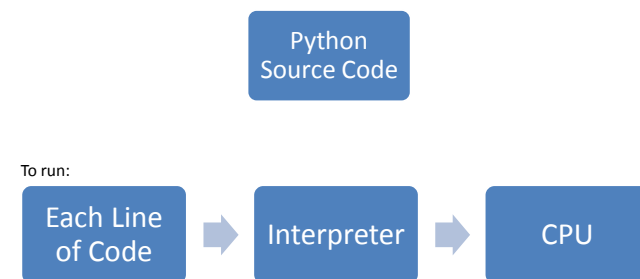 Python
Source Code
To run:
Each Line
of Code
Interpreter
CPU